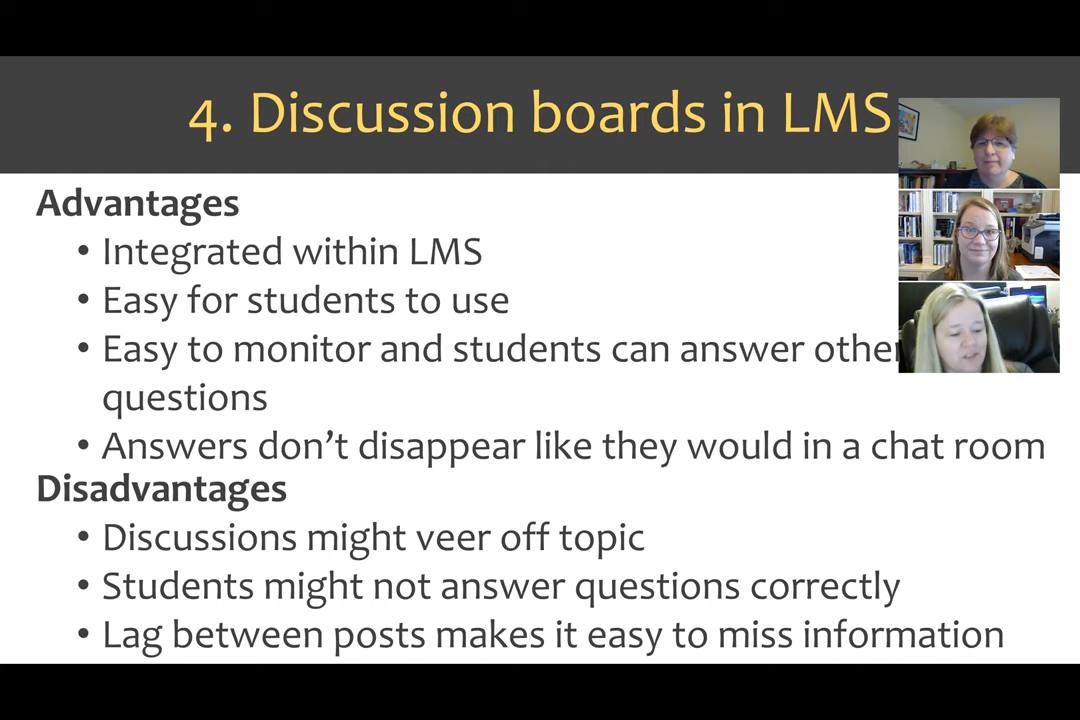 4. Discussion boards in LMS
Advantages
• Integrated within LMS
• Easy for students to use
• Easy to monitor and students can answer other
questions
• Answers don’t disappear like they would in a chat room
Disadvantages
• Discussions might veer off topic
• Students might not answer questions correctly
• Lag between posts makes it easy to miss information